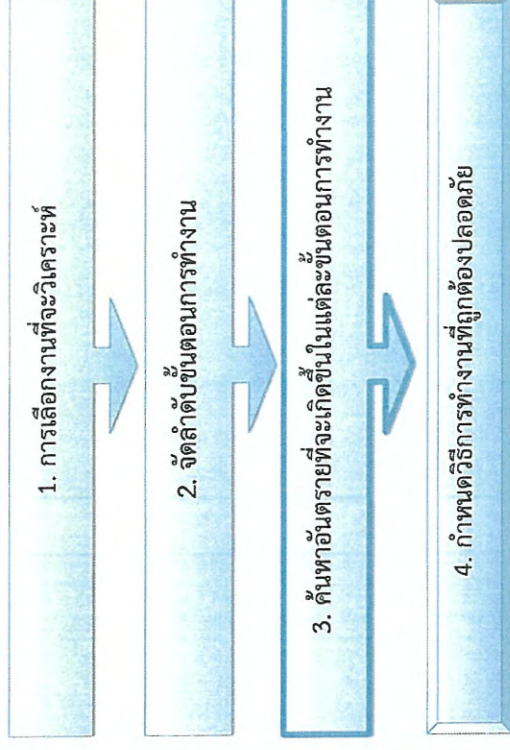 1. การเลือกงานที่จะวิเคราะห์
2. จัดลำดับขั้นตอนการทำงาน
3. ค้นหาอันตรายที่จะเกิดขึ้นในแต่ละขั้นตอนการทำงาน
4. กำหนดวิธีการทำงานที่ถูกต้องปลอดภัย